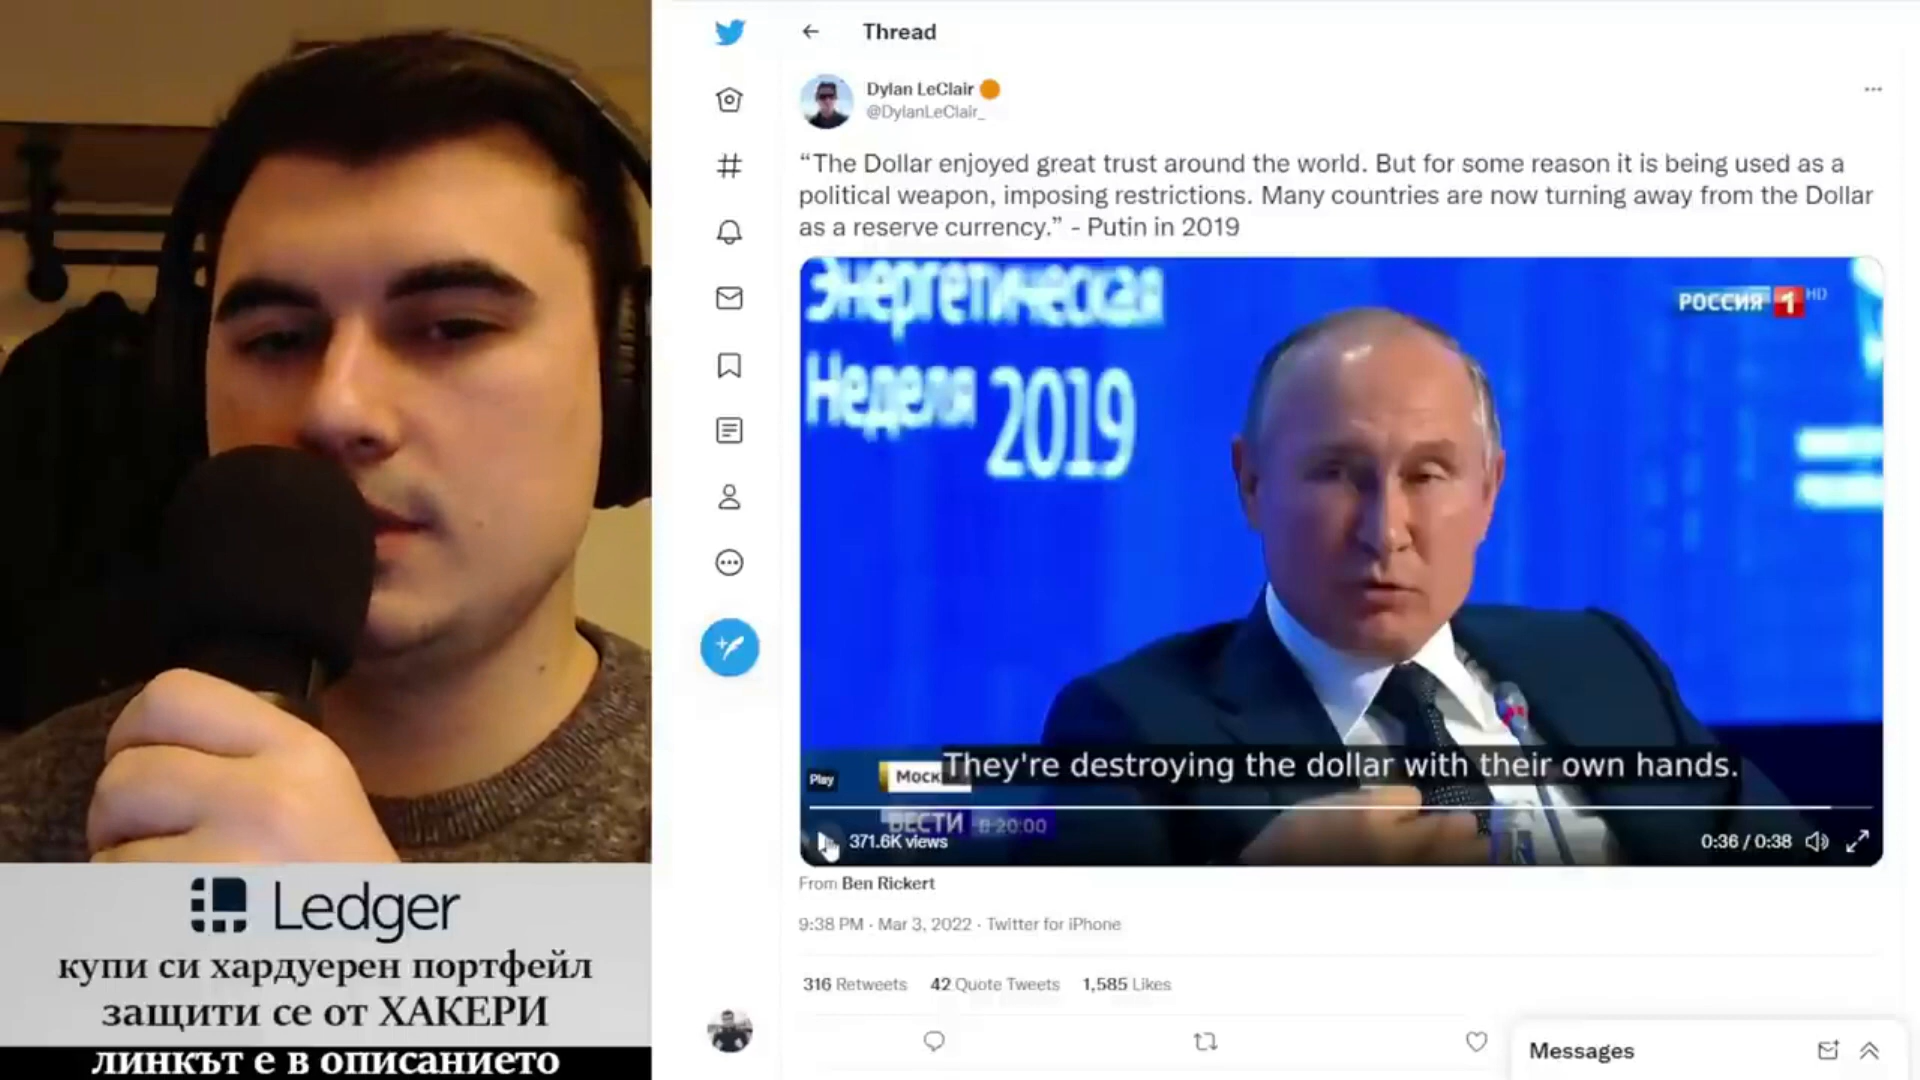 Thread
Dylan LeClair
@DylanLeClair_
“The Dollar enjoyed great trust around the world. But for some reason it is being used as a
political weapon, imposing restrictions. Many countries are now turning away from the Dollar
as a reserve currency.” - Putin in 2019
Энергетическая
Неделя 2019
РОССИЯ 1 HD
They're destroying the dollar with their own hands.
Play
Моск
ВЕСТИ в 20:00
371.6K views
0:36 / 0:38
From Ben Rickert
9:38 PM · Mar 3, 2022 · Twitter for iPhone
316 Retweets 42 Quote Tweets 1,585 Likes
Messages
Ledger
купи си хардуерен портфейл
защити се от ХАКЕРИ
линкът е в описанието